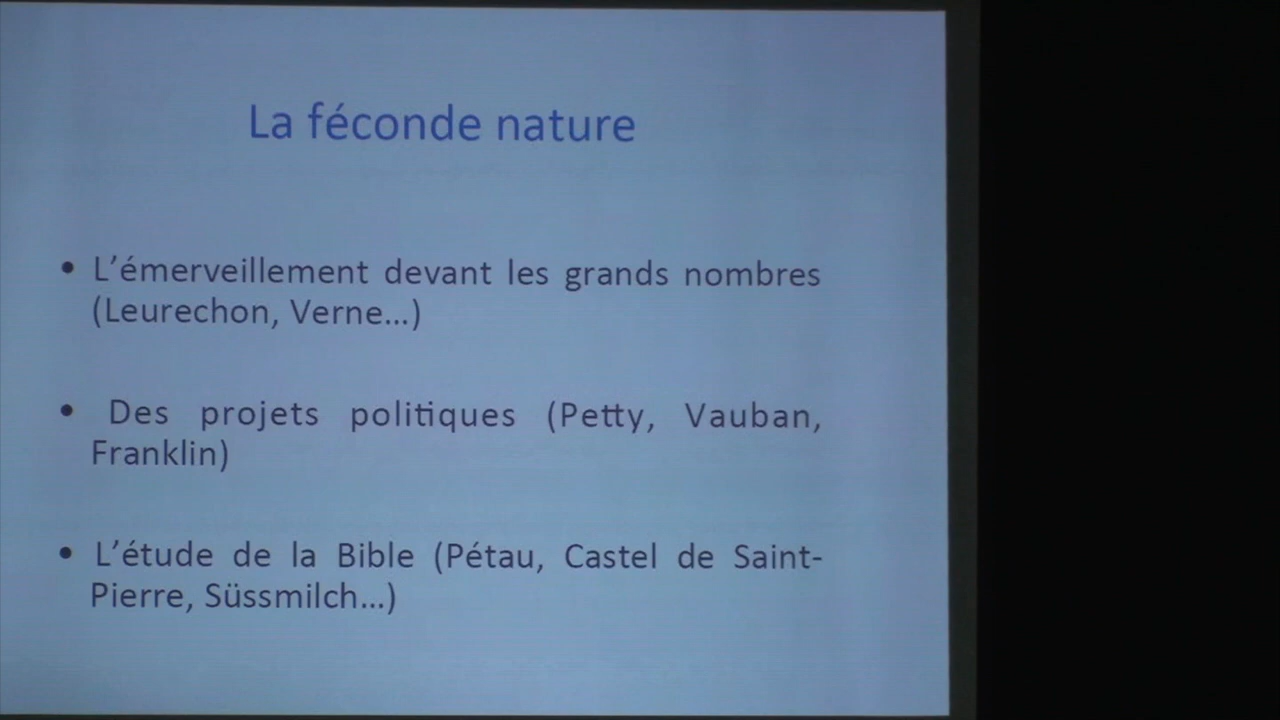 La féconde nature
• L’émerveillement devant les grands nombres
(Leurechon, Verne...)
• Des projets politiques (Petty, Vauban,
Franklin)
• L’étude de la Bible (Pétau, Castel de Saint-
Pierre, Süssmilch...)